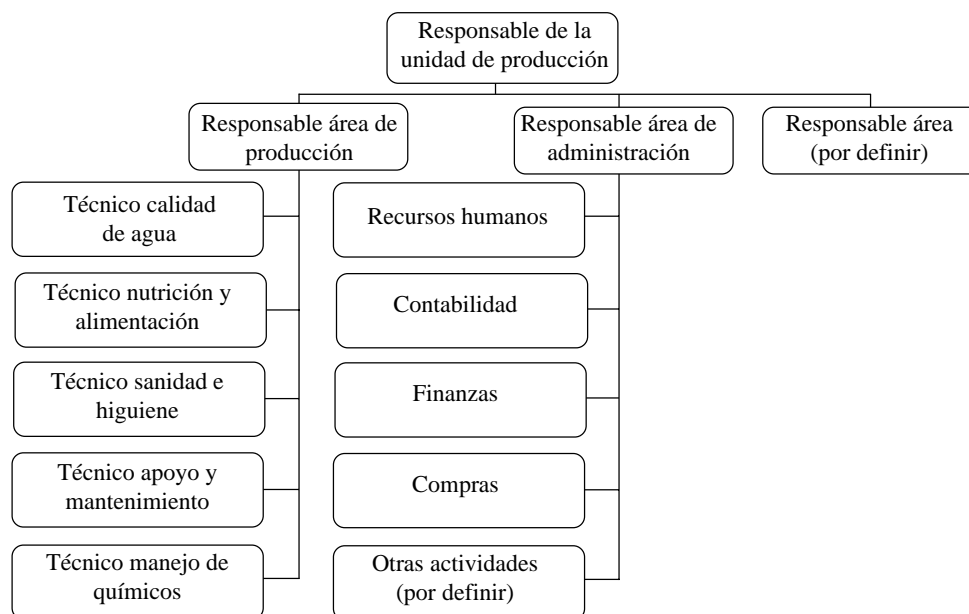 Responsable de la
unidad de producción
Responsable área de
producción
Responsable área de
administración
Responsable área
(por definir)
Técnico calidad
de agua
Técnico nutrición y
alimentación
Técnico sanidad e
higuiene
Técnico apoyo y
mantenimiento
Técnico manejo de
químicos
Recursos humanos
Contabilidad
Finanzas
Compras
Otras actividades
(por definir)